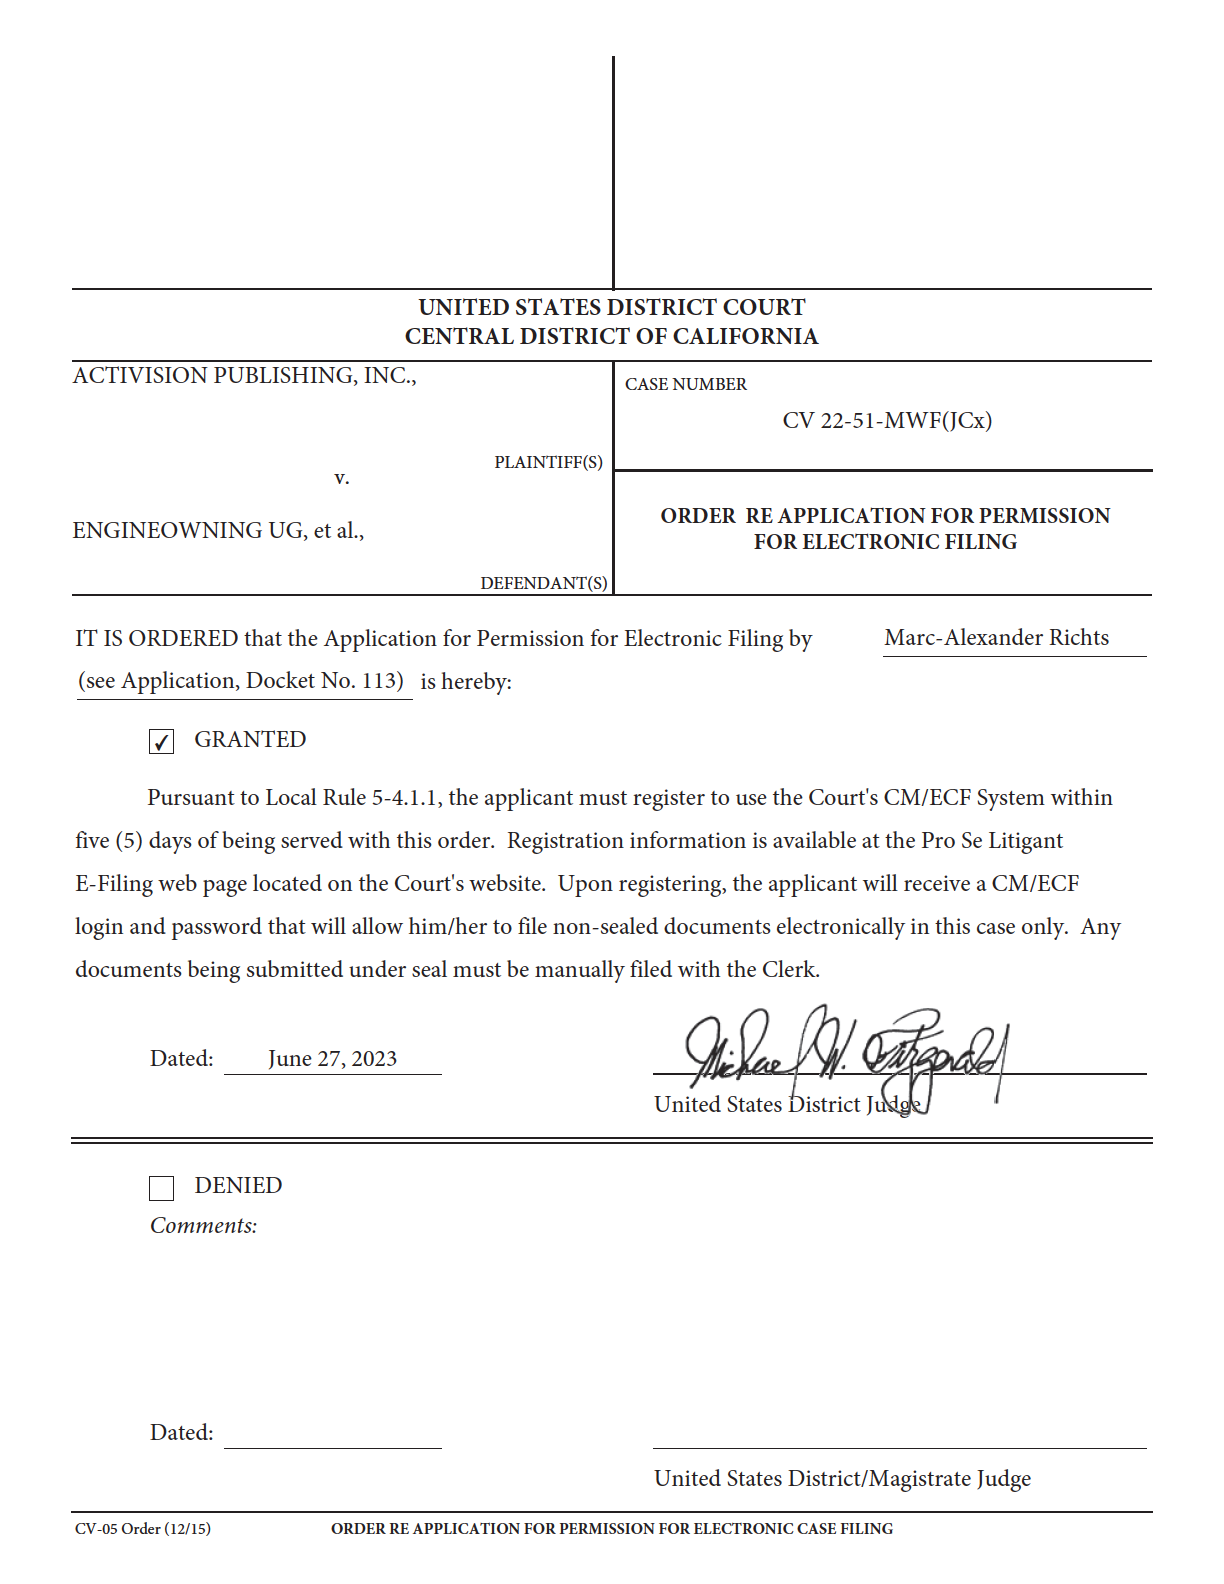 UNITED STATES DISTRICT COURT
CENTRAL DISTRICT OF CALIFORNIA
ACTIVISION PUBLISHING, INC.,
PLAINTIFF(S)
v.
ENGINEOWNING UG, et al.,
DEFENDANT(S)
CASE NUMBER
CV 22-51-MWF(JCx)
ORDER RE APPLICATION FOR PERMISSION
FOR ELECTRONIC FILING
IT IS ORDERED that the Application for Permission for Electronic Filing by Marc-Alexander Richts
(see Application, Docket No. 113) is hereby:
✓ GRANTED
Pursuant to Local Rule 5-4.1.1, the applicant must register to use the Court's CM/ECF System within
five (5) days of being served with this order. Registration information is available at the Pro Se Litigant
E-Filing web page located on the Court's website. Upon registering, the applicant will receive a CM/ECF
login and password that will allow him/her to file non-sealed documents electronically in this case only. Any
documents being submitted under seal must be manually filed with the Clerk.
Dated: June 27, 2023
Michael W. Fitzgerald
United States District Judge
DENIED
Comments:
Dated:
United States District/Magistrate Judge
CV-05 Order (12/15) ORDER RE APPLICATION FOR PERMISSION FOR ELECTRONIC CASE FILING